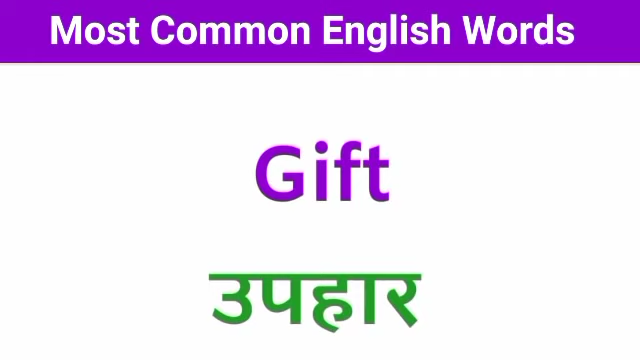 Most Common English Words
Gift
उपहार